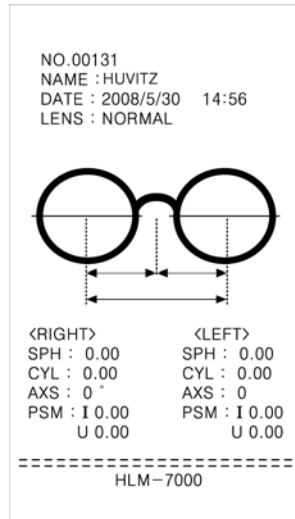 NO.00131
NAME : HUVITZ
DATE : 2008/5/30 14:56
LENS : NORMAL
<RIGHT> <LEFT>
SPH : 0.00 SPH : 0.00
CYL : 0.00 CYL : 0.00
AXS : 0 ° AXS : 0
PSM : I 0.00 PSM : I 0.00
U 0.00 U 0.00
==========================
HLM-7000